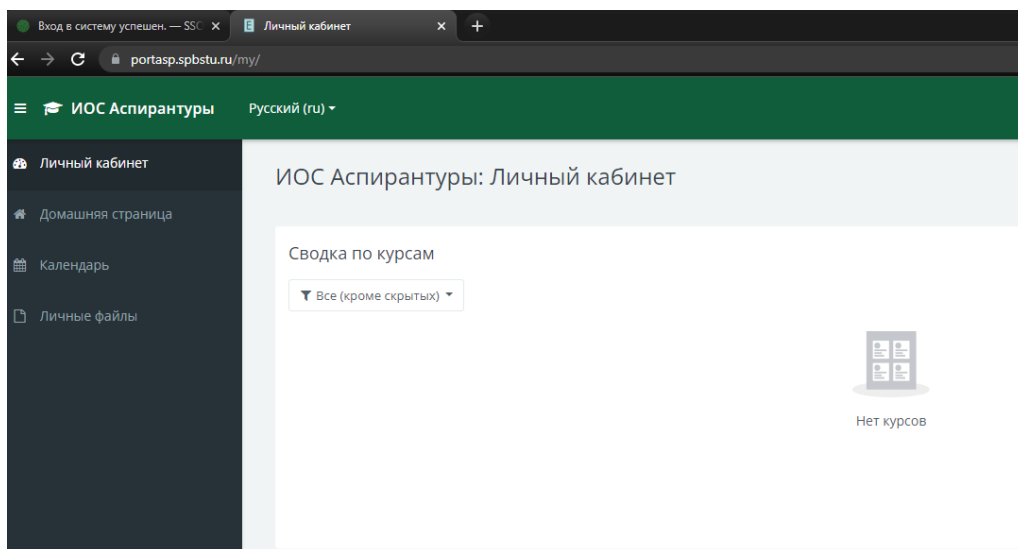 Вход в систему успешен. — SSO
Личный кабинет
portasp.spbstu.ru/my/
ИОС Аспирантуры
Русский (ru)
Личный кабинет
Домашняя страница
Календарь
Личные файлы
ИОС Аспирантуры: Личный кабинет
Сводка по курсам
Все (кроме скрытых)
Нет курсов